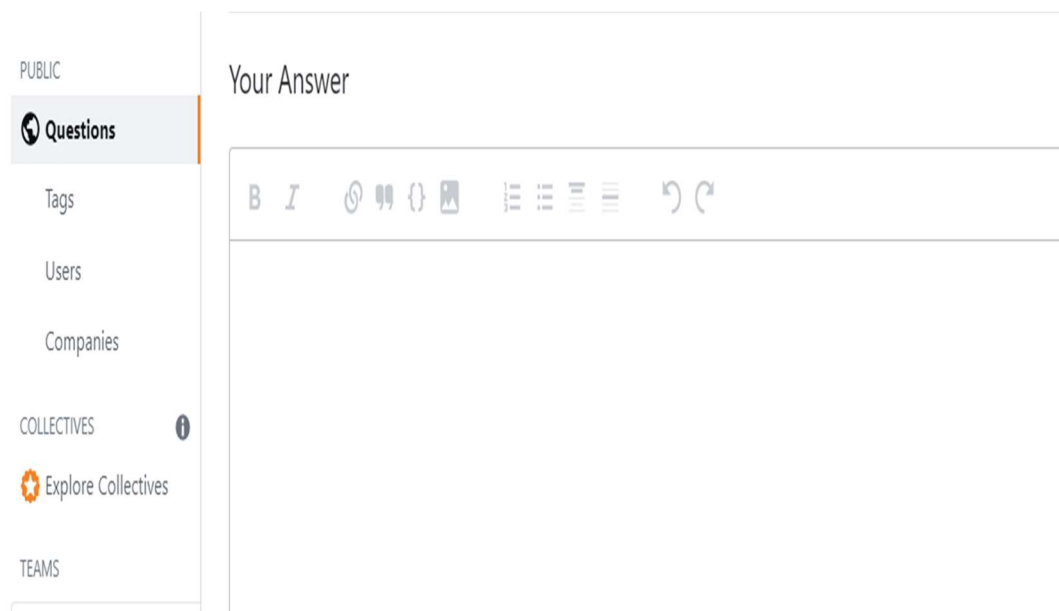 PUBLIC
Questions
Tags
Users
Companies
COLLECTIVES
Explore Collectives
TEAMS
Your Answer
B I